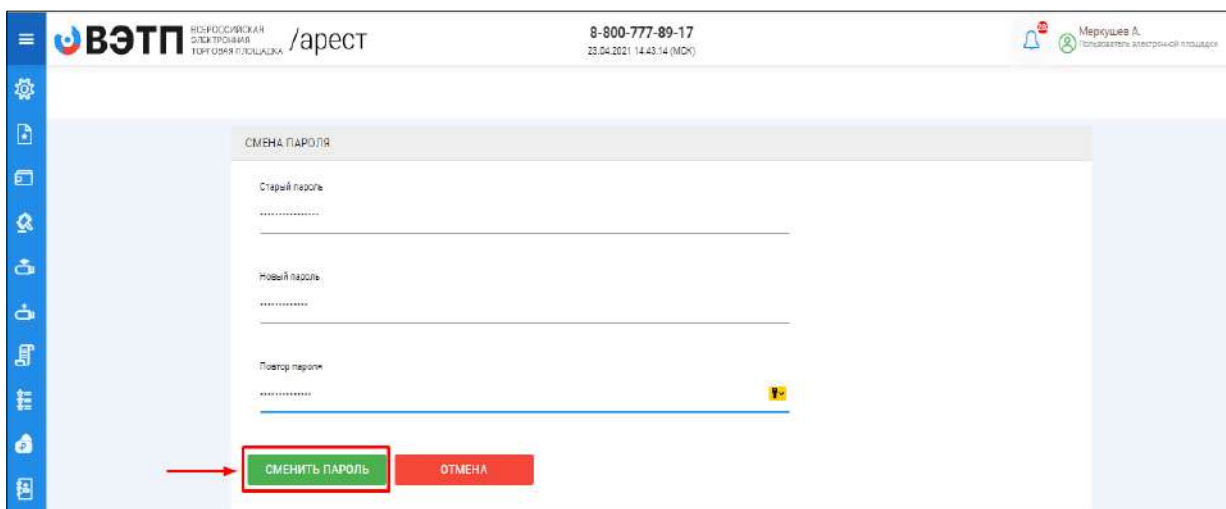 ВЭТП
ВСЕРОССИЙСКАЯ
ЭЛЕКТРОННАЯ
ТОРГОВАЯ ПЛОЩАДКА
/арест
8-800-777-89-17
23.04.2021 14:43:14 (МСК)
Меркушев А.
Пользователь электронной площадки
СМЕНА ПАРОЛЯ
Старый пароль
Новый пароль
Повтор пароля
СМЕНИТЬ ПАРОЛЬ
ОТМЕНА